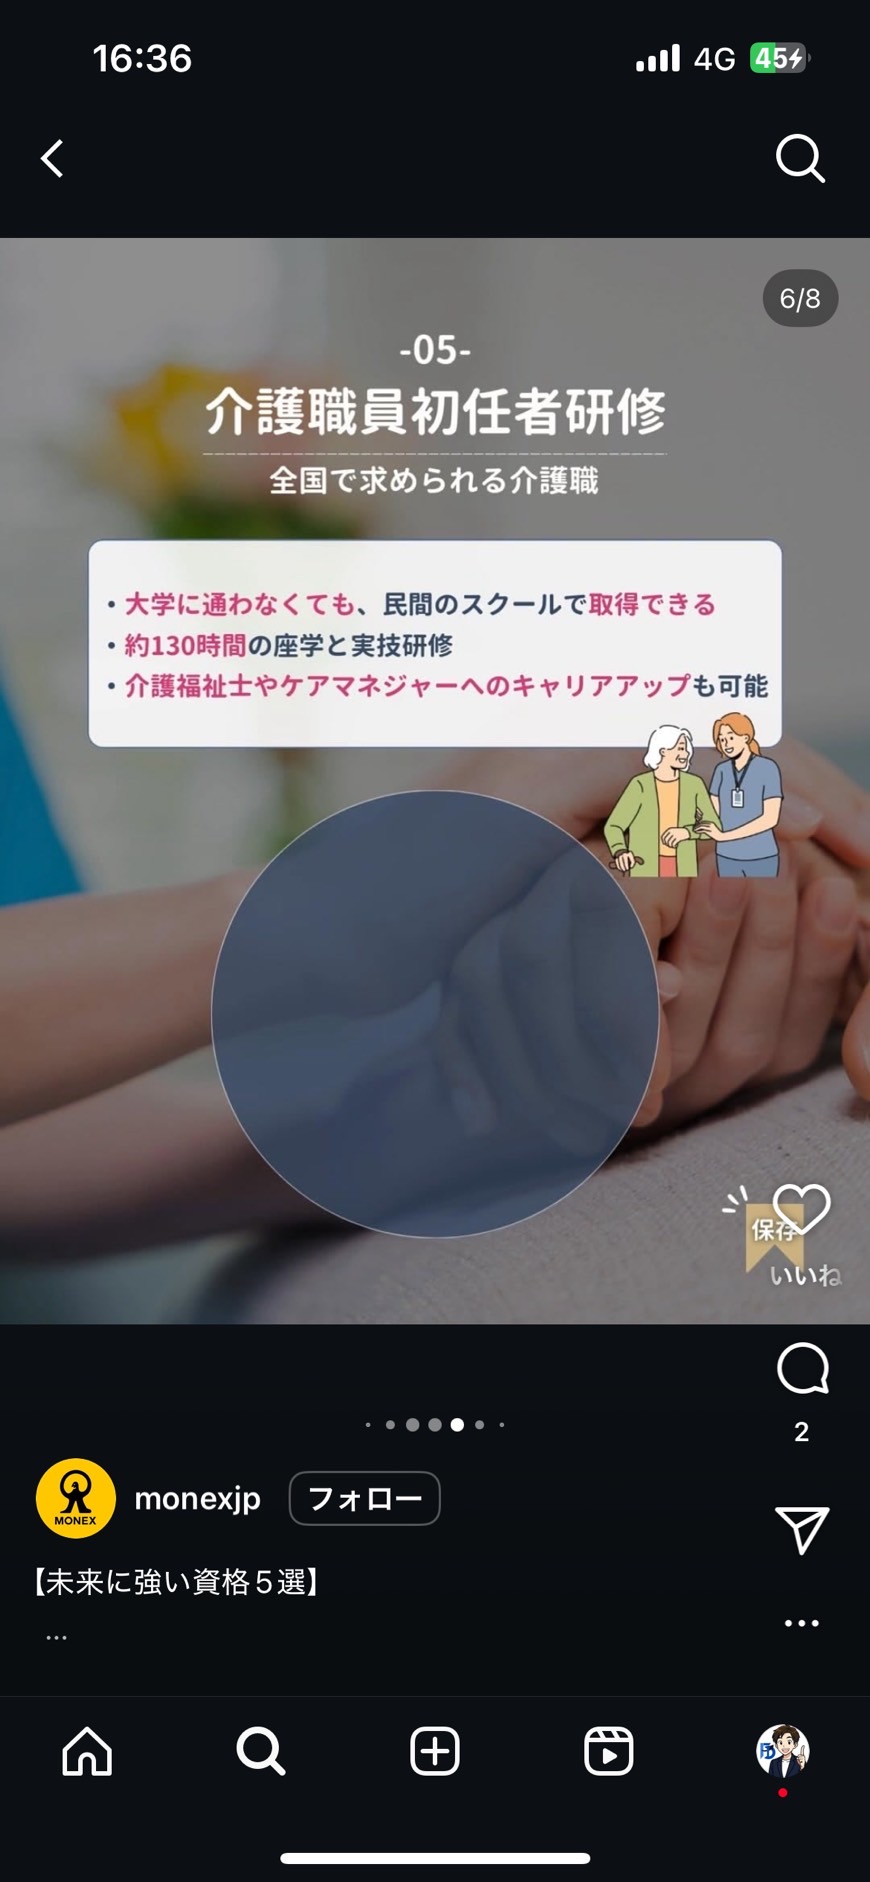 16:36
4G
45
6/8
-05-
介護職員初任者研修
全国で求められる介護職
・大学に通わなくても、民間のスクールで取得できる
・約130時間の座学と実技研修
・介護福祉士やケアマネジャーへのキャリアアップも可能
保存
いいね
2
MONEX
monexjp
フォロー
【未来に強い資格５選】
...